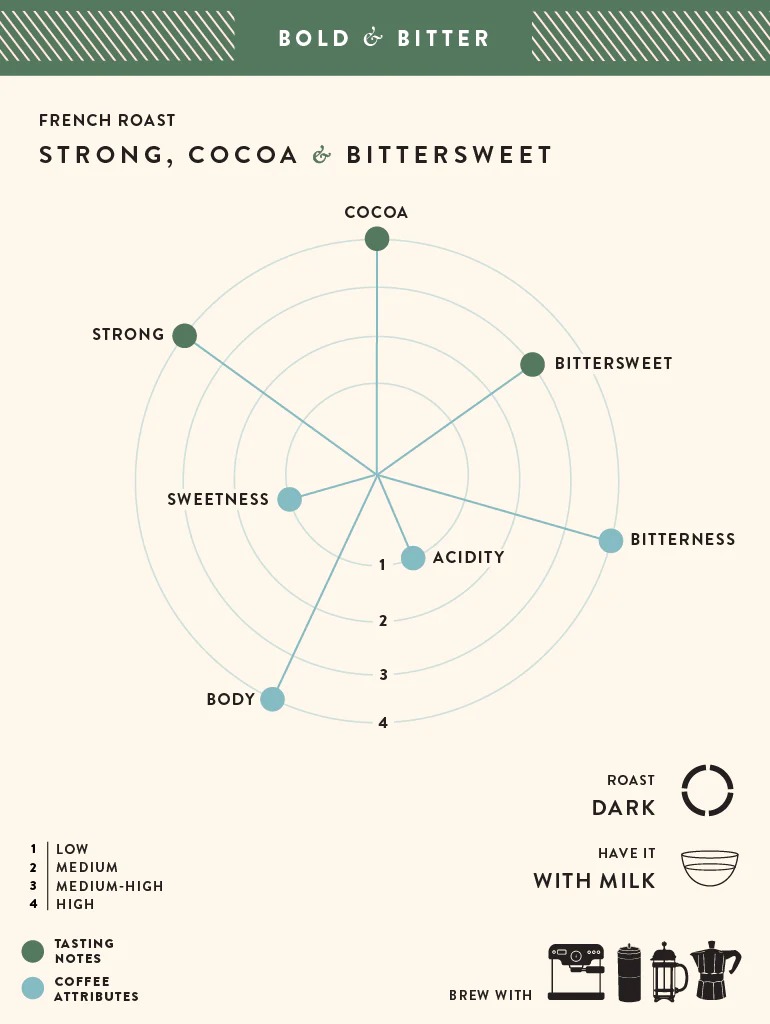 BOLD & BITTER
FRENCH ROAST
STRONG, COCOA & BITTERSWEET
COCOA
STRONG
BITTERSWEET
SWEETNESS
BITTERNESS
1
ACIDITY
2
3
BODY
4
ROAST
DARK
HAVE IT
WITH MILK
1 LOW
2 MEDIUM
3 MEDIUM-HIGH
4 HIGH
TASTING
NOTES
COFFEE
ATTRIBUTES
BREW WITH